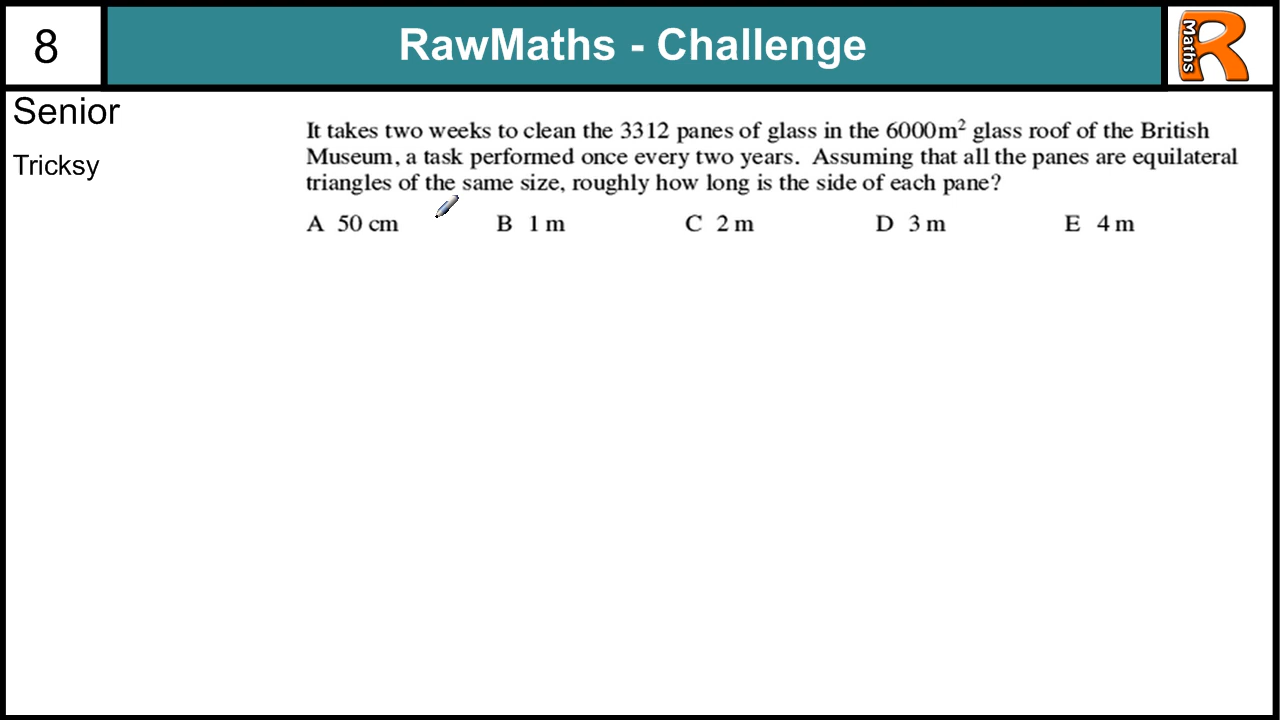 8
RawMaths - Challenge
Maths R
Senior
Tricksy
It takes two weeks to clean the 3312 panes of glass in the 6000m² glass roof of the British
Museum, a task performed once every two years. Assuming that all the panes are equilateral
triangles of the same size, roughly how long is the side of each pane?
A 50 cm B 1 m C 2 m D 3 m E 4 m